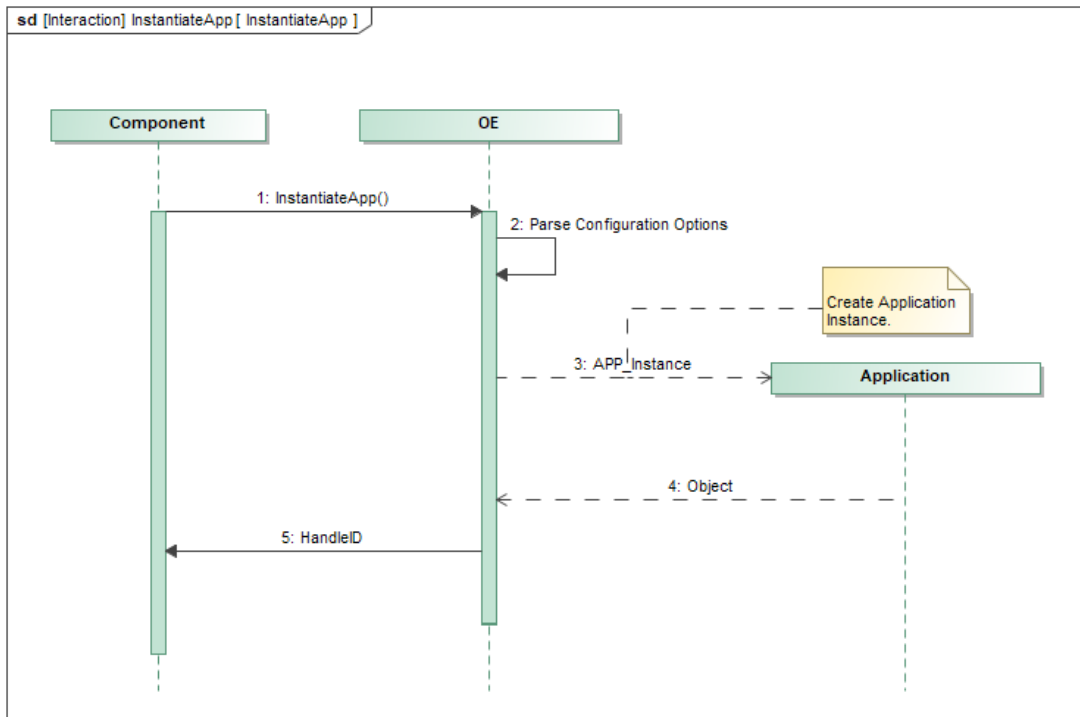 sd [Interaction] InstantiateApp [ InstantiateApp ]
Component
OE
1: InstantiateApp()
2: Parse Configuration Options
Create Application
Instance.
3: APP_Instance
Application
4: Object
5: HandleID